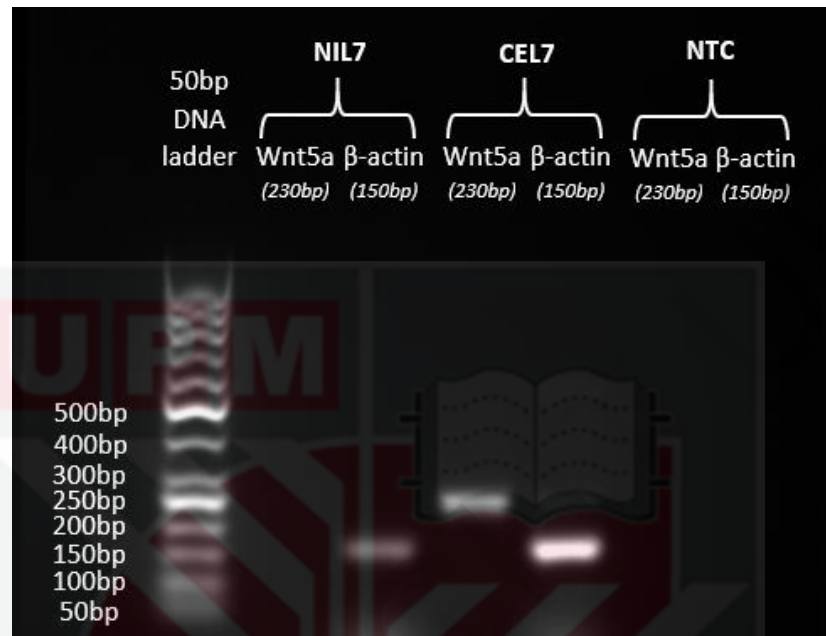 NIL7 CEL7 NTC
50bp
DNA
ladder Wnt5a β-actin Wnt5a β-actin Wnt5a β-actin
(230bp) (150bp) (230bp) (150bp) (230bp) (150bp)
UPM
500bp
400bp
300bp
250bp
200bp
150bp
100bp
50bp